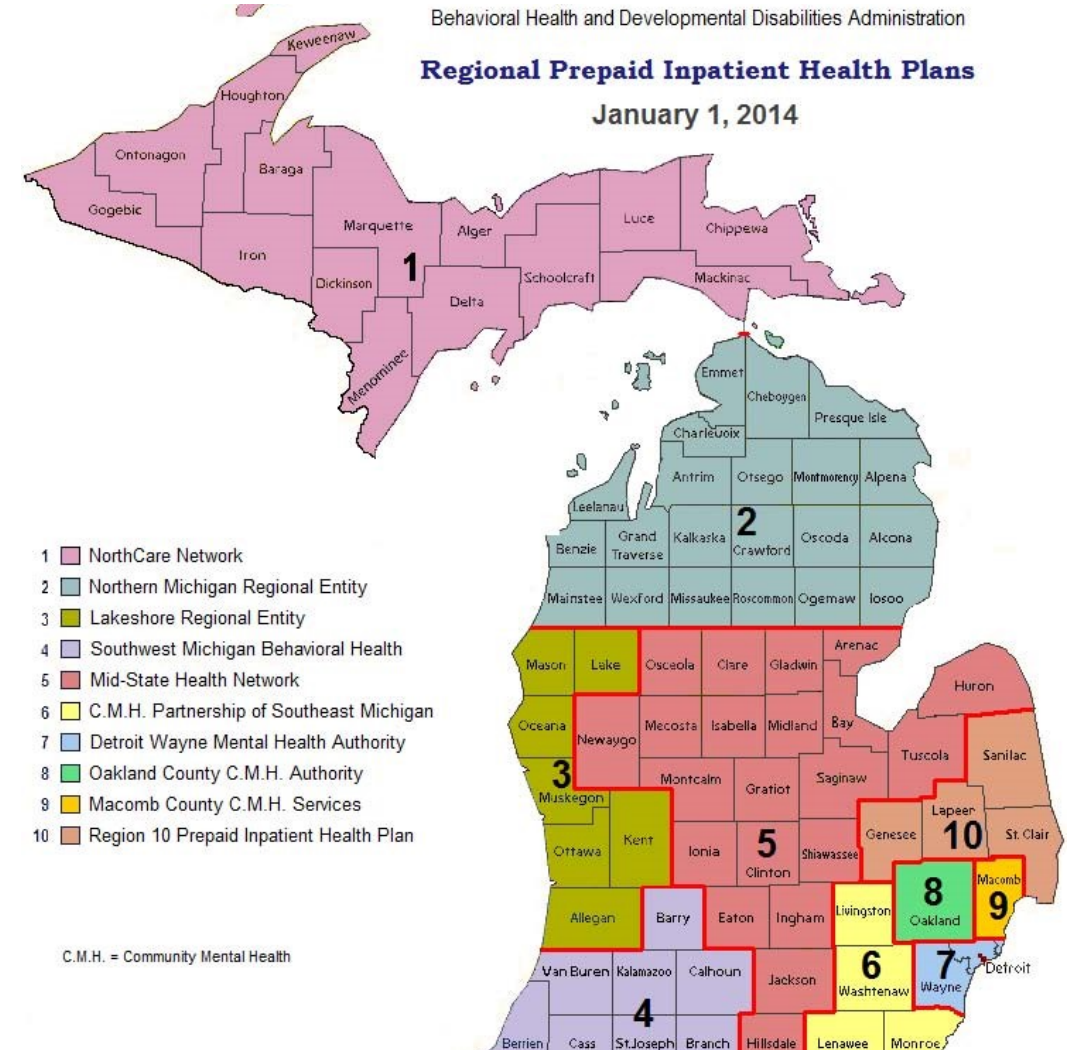 Behavioral Health and Developmental Disabilities Administration
Regional Prepaid Inpatient Health Plans
January 1, 2014
Keweenaw
Houghton
Ontonagon
Baraga
Gogebic
Marquette
Alger
Luce
Chippewa
Iron
1
Dickinson
Schoolcraft
Mackinac
Delta
Menominee
Emmet
Cheboygen
Presque Isle
Charlevoix
Antrim
Otsego
Montmorency
Alpena
Leelanau
2
Benzie
Grand
Traverse
Kalkaska
Crawford
Oscoda
Alcona
Mainstee
Wexford
Missaukee
Roscommon
Ogemaw
Iosoo
1 NorthCare Network
2 Northern Michigan Regional Entity
3 Lakeshore Regional Entity
4 Southwest Michigan Behavioral Health
5 Mid-State Health Network
6 C.M.H. Partnership of Southeast Michigan
7 Detroit Wayne Mental Health Authority
8 Oakland County C.M.H. Authority
9 Macomb County C.M.H. Services
10 Region 10 Prepaid Inpatient Health Plan
Mason
Lake
Osceola
Clare
Gladwin
Arenac
Huron
Oceana
Newaygo
Mecosta
Isabella
Midland
Bay
Tuscola
Sanilac
3
Muskegon
Montcalm
Gratiot
Saginaw
Lapeer
10
Genesee
St. Clair
Ottawa
Kent
Ionia
5
Clinton
Shiawassee
8
Oakland
Macomb
9
Allegan
Barry
Eaton
Ingham
Livingston
C.M.H. = Community Mental Health
Van Buren
Kalamazoo
Calhoun
Jackson
6
Washtenaw
7
Wayne
Detroit
4
Berrien
Cass
St.Joseph
Branch
Hillsdale
Lenawee
Monroe